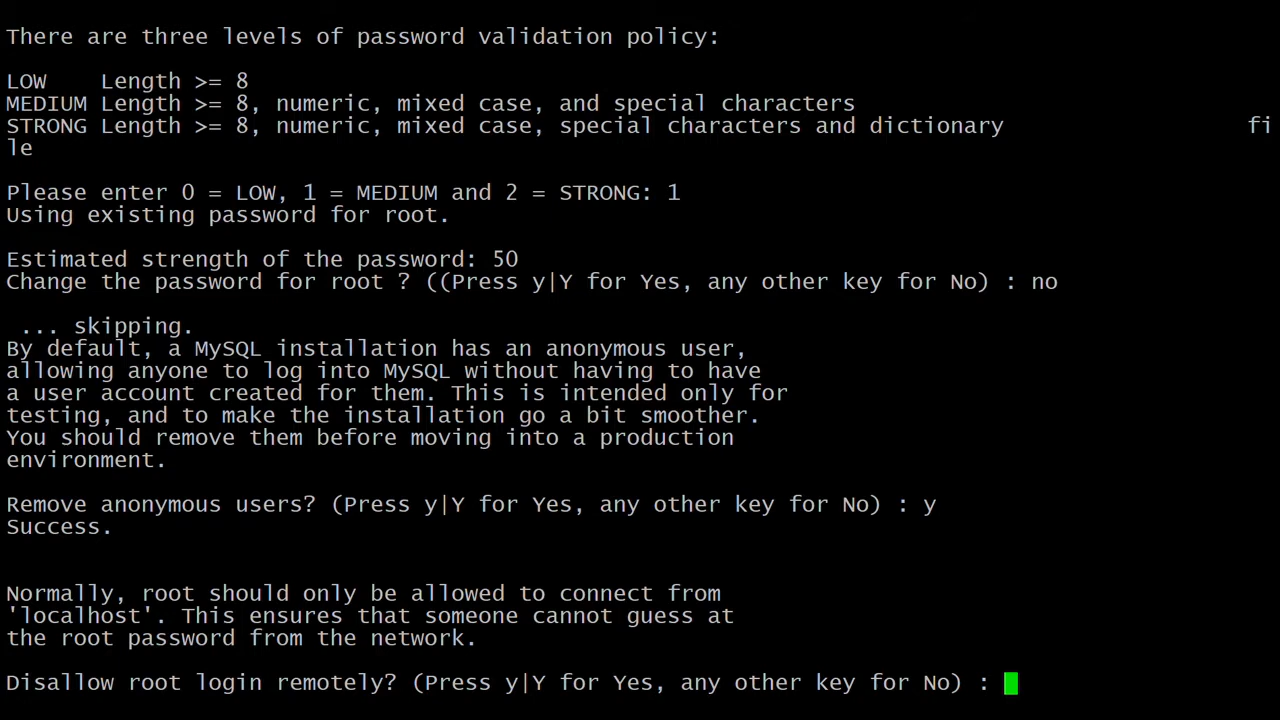 There are three levels of password validation policy:
LOW    Length >= 8
MEDIUM Length >= 8, numeric, mixed case, and special characters
STRONG Length >= 8, numeric, mixed case, special characters and dictionary                  fi
le
Please enter 0 = LOW, 1 = MEDIUM and 2 = STRONG: 1
Using existing password for root.
Estimated strength of the password: 50
Change the password for root ? ((Press y|Y for Yes, any other key for No) : no
 ... skipping.
By default, a MySQL installation has an anonymous user,
allowing anyone to log into MySQL without having to have
a user account created for them. This is intended only for
testing, and to make the installation go a bit smoother.
You should remove them before moving into a production
environment.
Remove anonymous users? (Press y|Y for Yes, any other key for No) : y
Success.
Normally, root should only be allowed to connect from
'localhost'. This ensures that someone cannot guess at
the root password from the network.
Disallow root login remotely? (Press y|Y for Yes, any other key for No) :